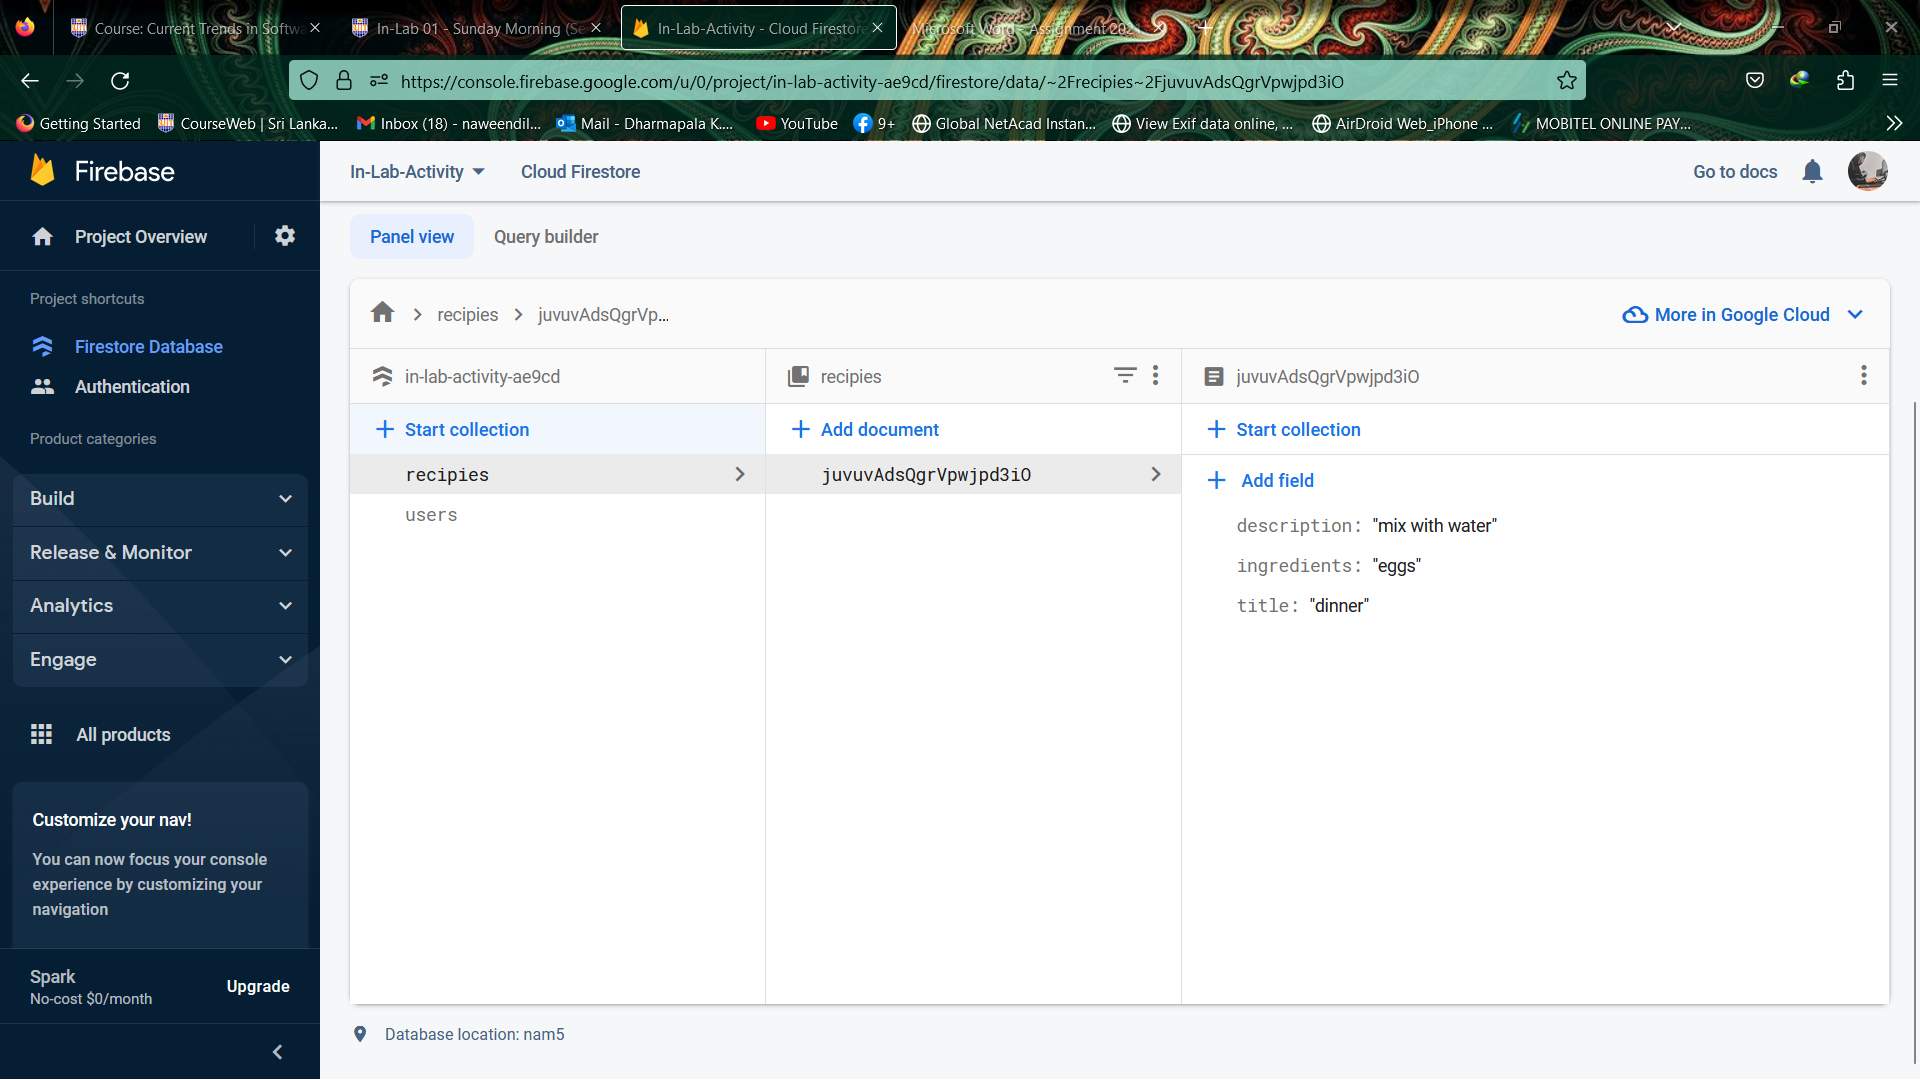 Course: Current Trends in Softwa
In-Lab 01 - Sunday Morning (Se
In-Lab-Activity - Cloud Firestore
Microsoft Word - Assignment 202
https://console.firebase.google.com/u/0/project/in-lab-activity-ae9cd/firestore/data/~2Frecipies~2FjuvuvAdsQgrVpwjpd3iO
Getting Started
CourseWeb | Sri Lanka...
Inbox (18) - naweendil...
Mail - Dharmapala K....
YouTube
9+
Global NetAcad Instan...
View Exif data online, ...
AirDroid Web_iPhone ...
MOBITEL ONLINE PAY...
Firebase
In-Lab-Activity
Cloud Firestore
Go to docs
Project Overview
Panel view
Query builder
Project shortcuts
Firestore Database
Authentication
Product categories
Build
Release & Monitor
Analytics
Engage
All products
Customize your nav!
You can now focus your console
experience by customizing your
navigation
Spark
No-cost $0/month
Upgrade
recipies
juvuvAdsQgrVp...
More in Google Cloud
in-lab-activity-ae9cd
Start collection
recipies
users
recipies
Add document
juvuvAdsQgrVpwjpd3iO
juvuvAdsQgrVpwjpd3iO
Start collection
Add field
description: "mix with water"
ingredients: "eggs"
title: "dinner"
Database location: nam5